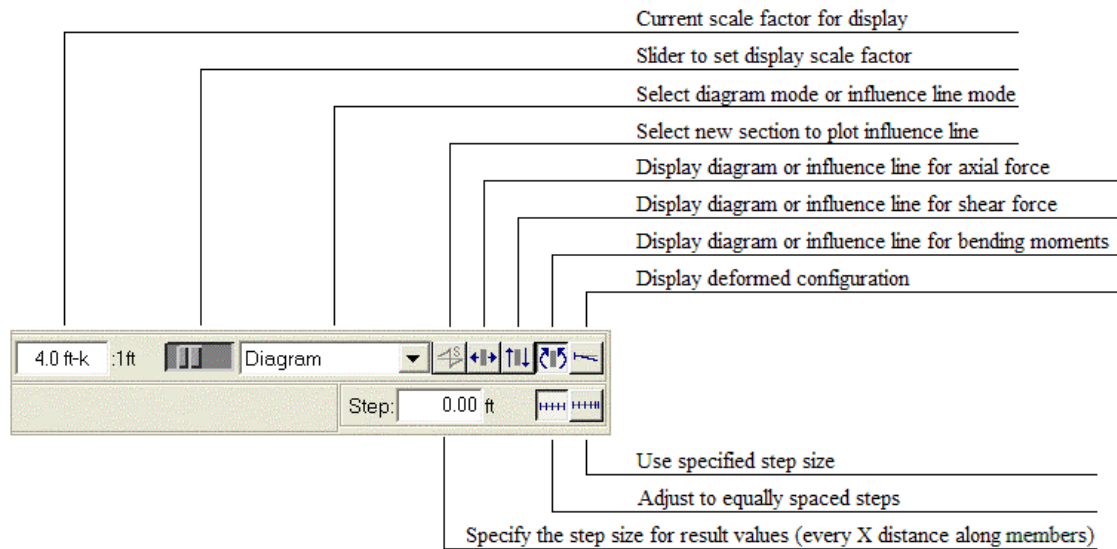 Current scale factor for display
Slider to set display scale factor
Select diagram mode or influence line mode
Select new section to plot influence line
Display diagram or influence line for axial force
Display diagram or influence line for shear force
Display diagram or influence line for bending moments
Display deformed configuration
4.0 ft-k :1ft Diagram S
Step: 0.00 ft
Use specified step size
Adjust to equally spaced steps
Specify the step size for result values (every X distance along members)